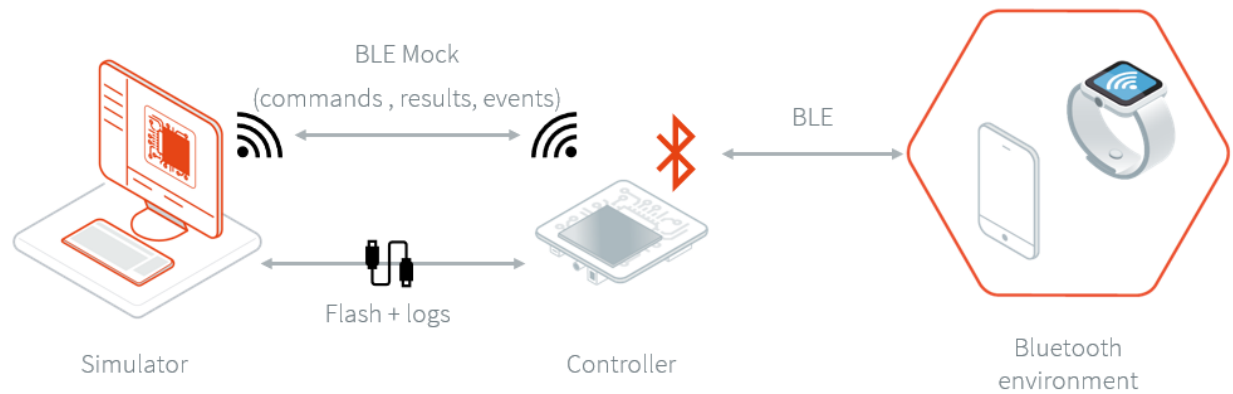 BLE Mock
(commands , results, events)
BLE
Flash + logs
Simulator
Controller
Bluetooth
environment